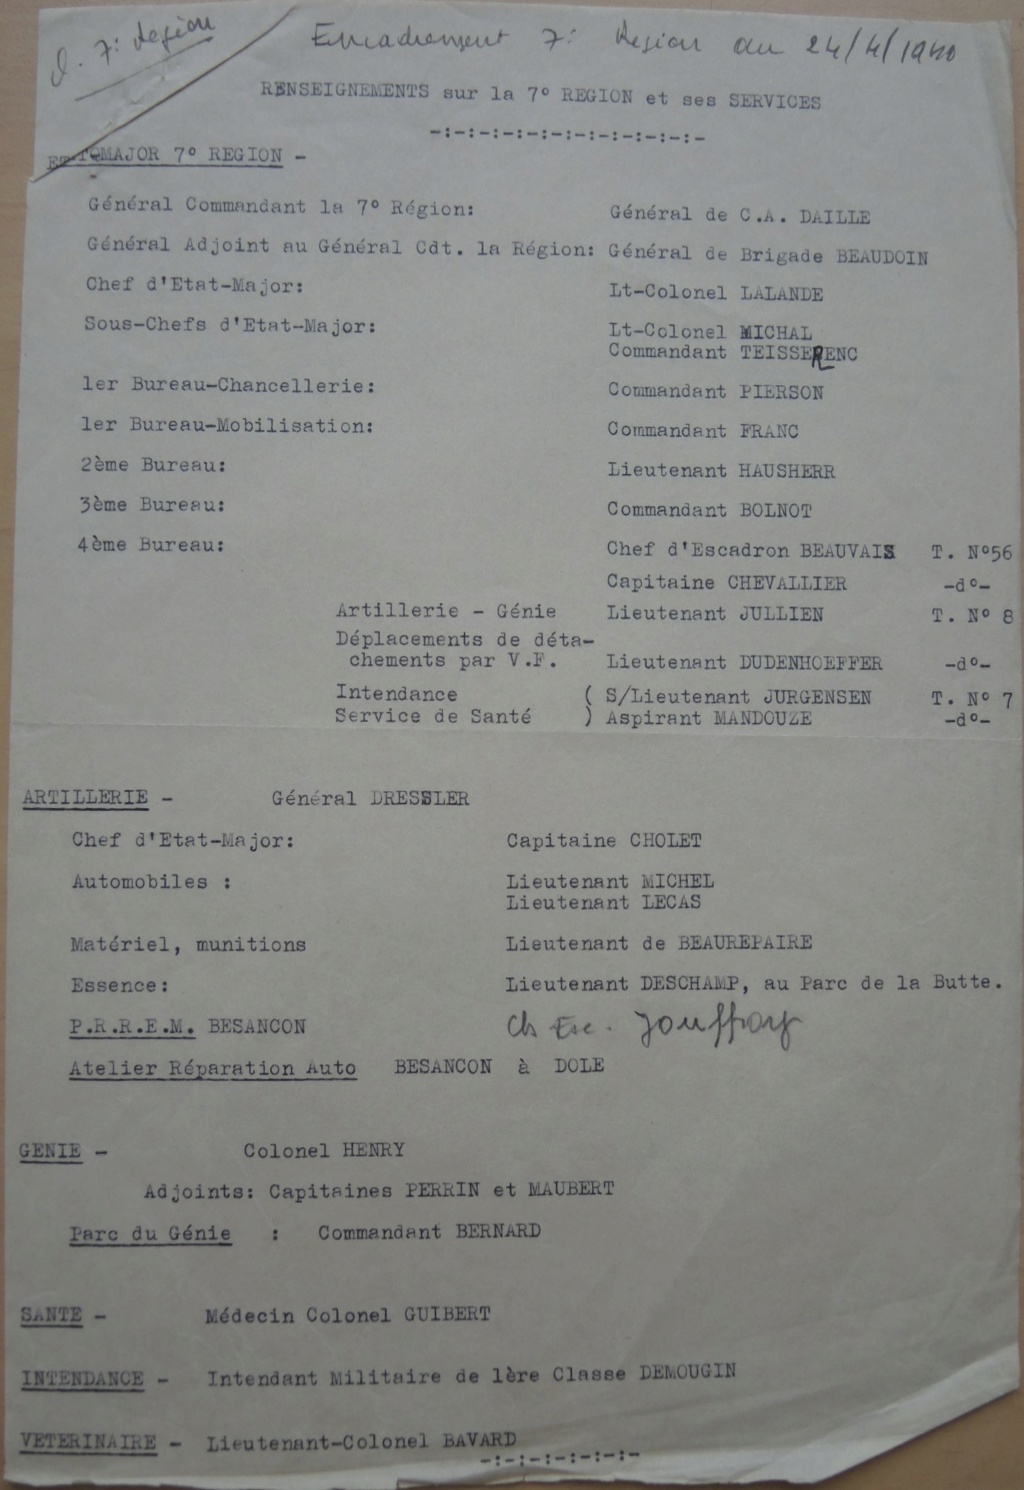 7e Region
Encadrement 7e Region au 24/4/1940
RENSEIGNEMENTS sur la 7° REGION et ses SERVICES
-:-:-:-:-:-:-:-:-:-:-:-
ETATOMAJOR 7° REGION -
Général Commandant la 7° Région: Général de C.A. DAILLE
Général Adjoint au Général Cdt. la Région: Général de Brigade BEAUDOIN
Chef d'Etat-Major: Lt-Colonel LALANDE
Sous-Chefs d'Etat-Major: Lt-Colonel MICHAL
Commandant TEISSERENC
1er Bureau-Chancellerie: Commandant PIERSON
1er Bureau-Mobilisation: Commandant FRANC
2ème Bureau: Lieutenant HAUSHERR
3ème Bureau: Commandant BOLNOT
4ème Bureau: Chef d'Escadron BEAUVAIS T. N°56
Capitaine CHEVALLIER -d°-
Artillerie - Génie Lieutenant JULLIEN T. N° 8
Déplacements de déta-
chements par V.F. Lieutenant DUDENHOEFFER -d°-
Intendance ( S/Lieutenant JURGENSEN T. N° 7
Service de Santé ) Aspirant MANDOUZE -d°-
ARTILLERIE - Général DRESSLER
Chef d'Etat-Major: Capitaine CHOLET
Automobiles : Lieutenant MICHEL
Lieutenant LECAS
Matériel, munitions Lieutenant de BEAUREPAIRE
Essence: Lieutenant DESCHAMP, au Parc de la Butte.
P.R.R.E.M. BESANCON Ch Esc. Jouffroy
Atelier Réparation Auto BESANCON à DOLE
GENIE - Colonel HENRY
Adjoints: Capitaines PERRIN et MAUBERT
Parc du Génie : Commandant BERNARD
SANTE - Médecin Colonel GUIBERT
INTENDANCE - Intendant Militaire de 1ère Classe DEMOUGIN
VETERINAIRE - Lieutenant-Colonel BAVARD
-:-:-:-:-:-:-